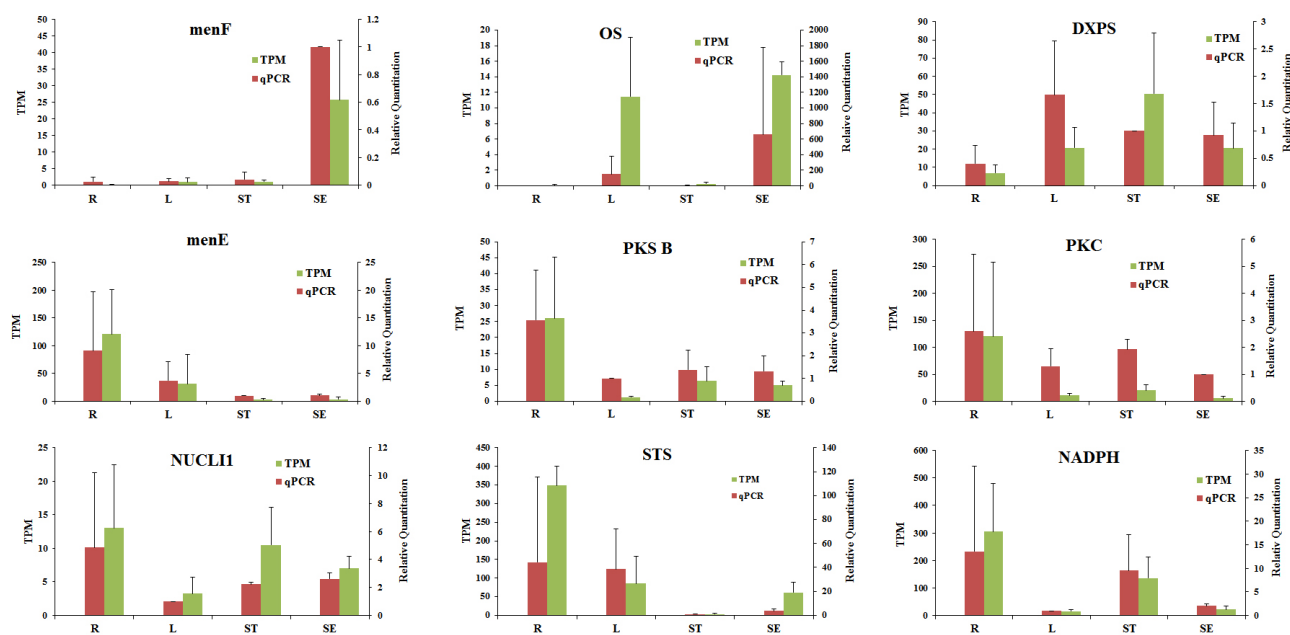 menF
50
45
40
35
30
25
20
15
10
5
0
TPM
1.2
1
0.8
0.6
0.4
0.2
0
Relative Quantitation
TPM
qPCR
R L ST SE
OS
20
18
16
14
12
10
8
6
4
2
0
TPM
2000
1800
1600
1400
1200
1000
800
600
400
200
0
Relaive Quantitation
TPM
qPCR
R L ST SE
DXPS
90
80
70
60
50
40
30
20
10
0
TPM
3
2.5
2
1.5
1
0.5
0
Relative Quantitation
TPM
qPCR
R L ST SE
menE
250
200
150
100
50
0
TPM
25
20
15
10
5
0
Relative Quantitation
TPM
qPCR
R L ST SE
PKS B
50
45
40
35
30
25
20
15
10
5
0
TPM
7
6
5
4
3
2
1
0
Relative Quantitation
TPM
qPCR
R L ST SE
PKC
300
250
200
150
100
50
0
TPM
6
5
4
3
2
1
0
Relative Quantitation
TPM
qPCR
R L ST SE
NUCLI1
25
20
15
10
5
0
TPM
12
10
8
6
4
2
0
Relative Quantitation
TPM
qPCR
R L ST SE
STS
450
400
350
300
250
200
150
100
50
0
TPM
140
120
100
80
60
40
20
0
Relative Quantitation
TPM
qPCR
R L ST SE
NADPH
600
500
400
300
200
100
0
TPM
35
30
25
20
15
10
5
0
Relative Quantitation
TPM
qPCR
R L ST SE